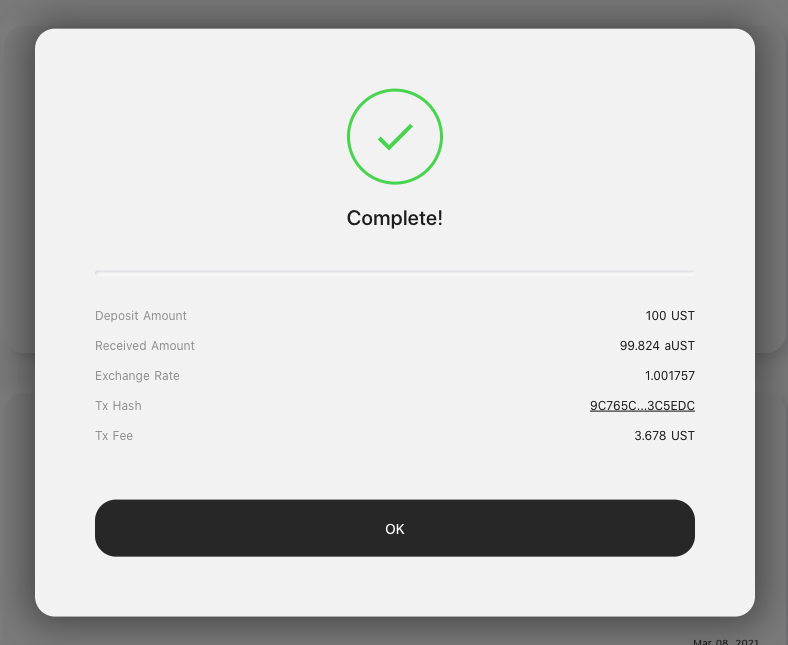 Complete!
Deposit Amount 100 UST
Received Amount 99.824 aUST
Exchange Rate 1.001757
Tx Hash 9C765C...3C5EDC
Tx Fee 3.678 UST
OK
Mar 08, 2021